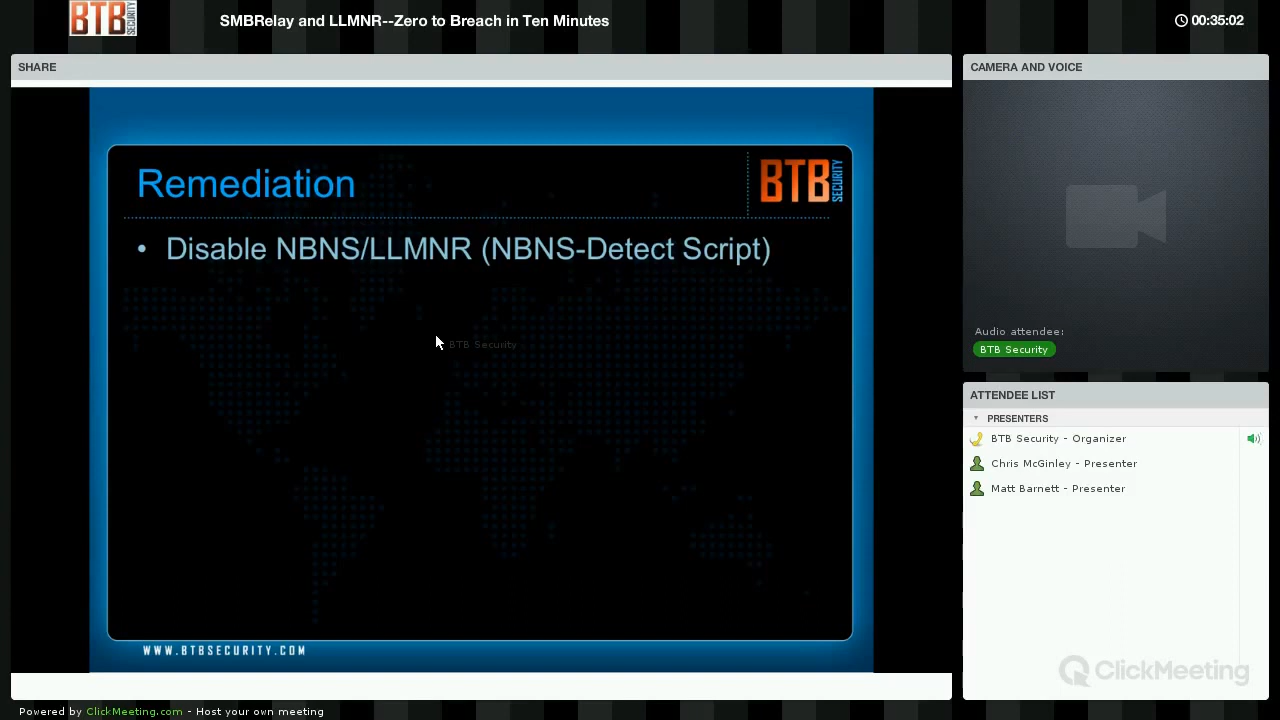 BTB SECURITY
SMBRelay and LLMNR--Zero to Breach in Ten Minutes
00:35:02
SHARE
Remediation
BTB SECURITY
• Disable NBNS/LLMNR (NBNS-Detect Script)
BTB Security
WWW.BTBSECURITY.COM
CAMERA AND VOICE
Audio attendee:
BTB Security
ATTENDEE LIST
PRESENTERS
BTB Security - Organizer
Chris McGinley - Presenter
Matt Barnett - Presenter
ClickMeeting
Powered by ClickMeeting.com - Host your own meeting